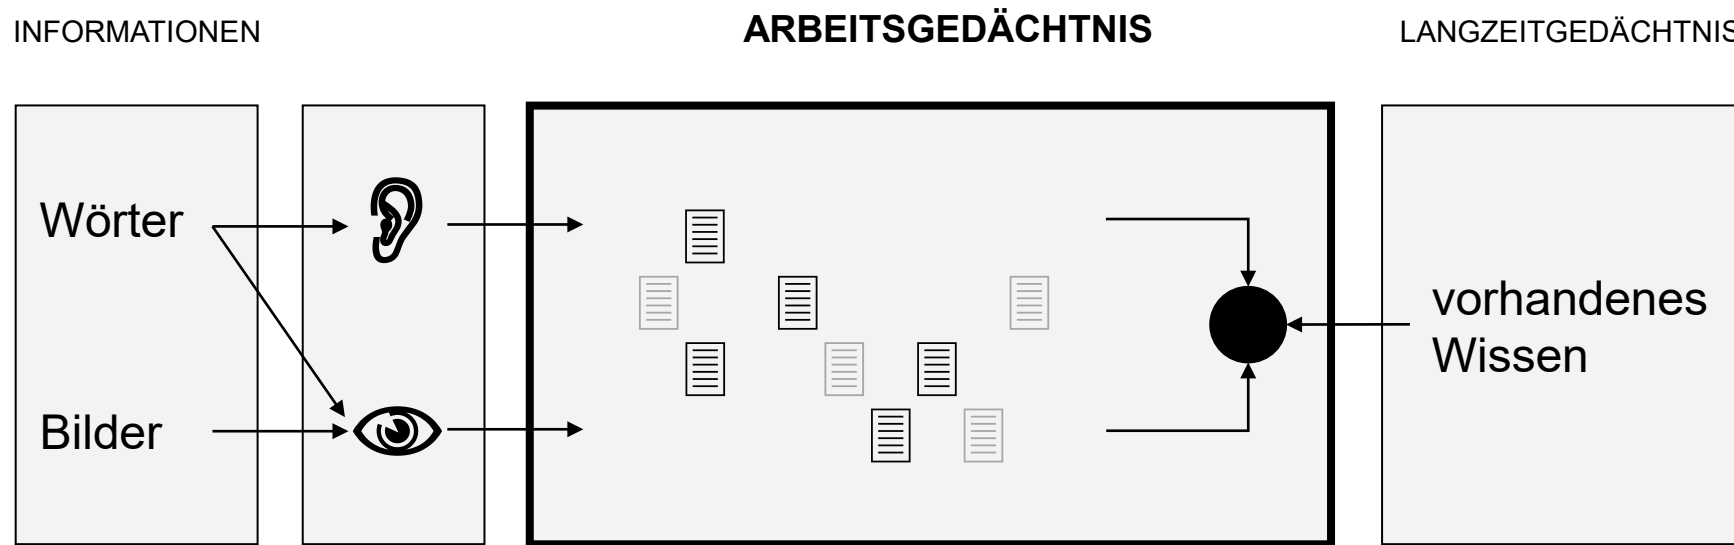 INFORMATIONEN
ARBEITSGEDÄCHTNIS
LANGZEITGEDÄCHTNIS
Wörter
Bilder
vorhandenes
Wissen